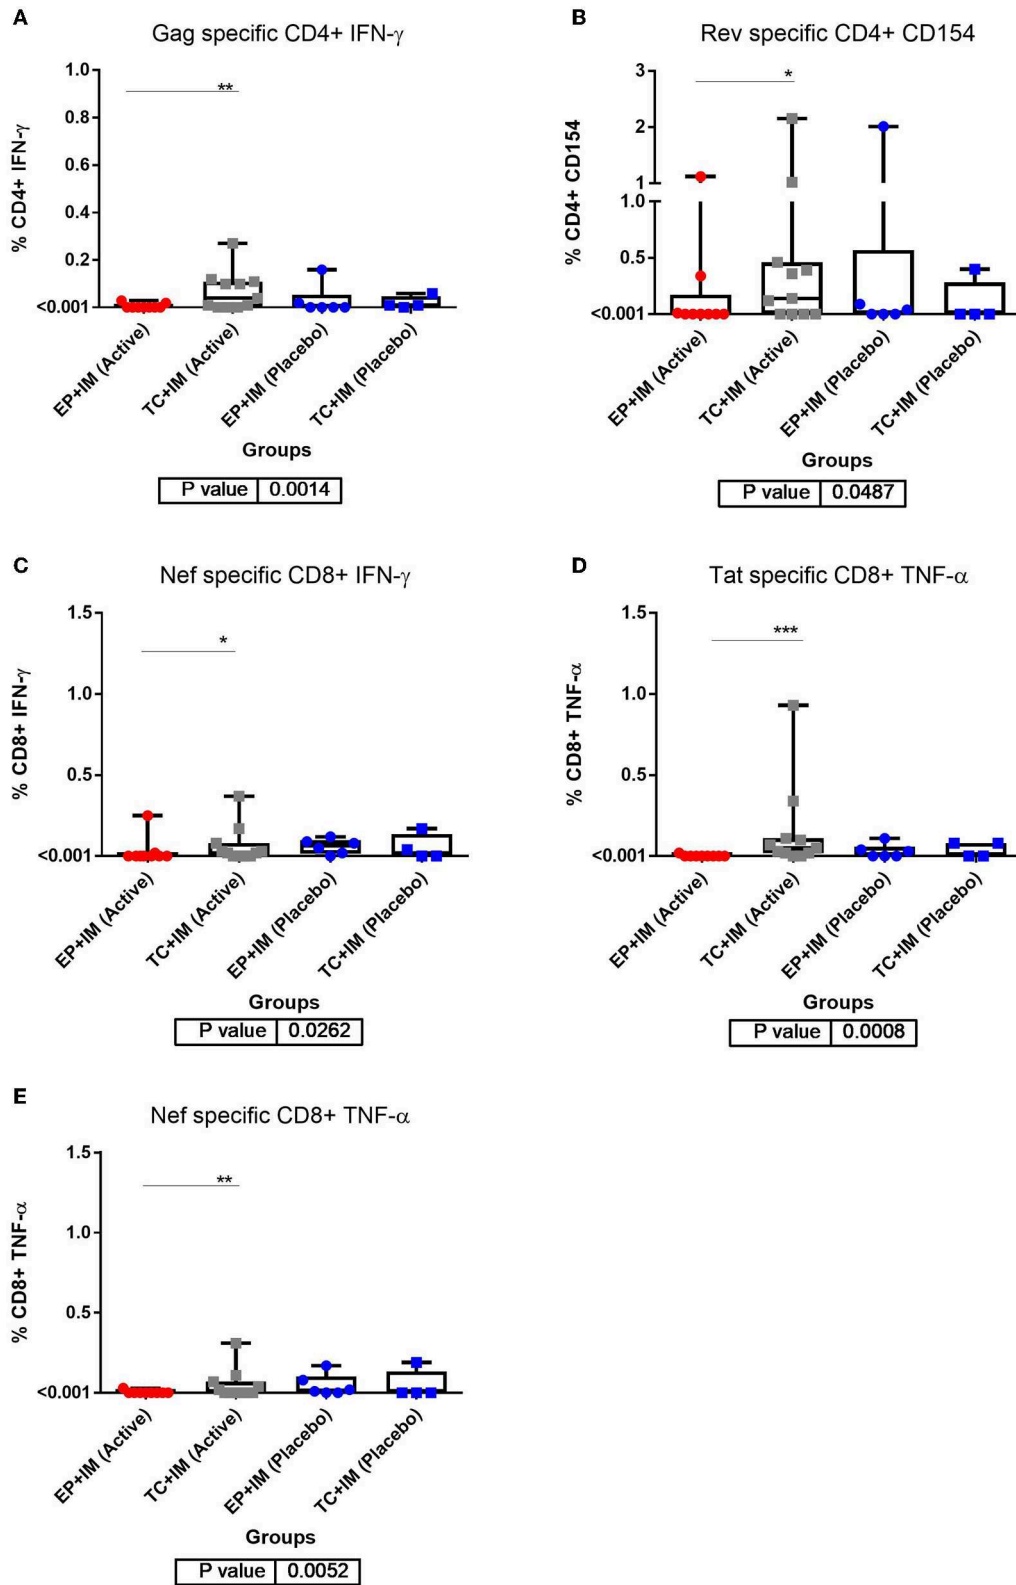 A
Gag specific CD4+ IFN-γ
% CD4+ IFN-γ
1.0
0.8
0.6
0.4
0.2
<0.001
**
EP+IM (Active)
TC+IM (Active)
EP+IM (Placebo)
TC+IM (Placebo)
Groups
P value 0.0014
B
Rev specific CD4+ CD154
% CD4+ CD154
3
2
1
1.0
0.5
<0.001
*
EP+IM (Active)
TC+IM (Active)
EP+IM (Placebo)
TC+IM (Placebo)
Groups
P value 0.0487
C
Nef specific CD8+ IFN-γ
% CD8+ IFN-γ
1.5
1.0
0.5
<0.001
*
EP+IM (Active)
TC+IM (Active)
EP+IM (Placebo)
TC+IM (Placebo)
Groups
P value 0.0262
D
Tat specific CD8+ TNF-α
% CD8+ TNF-α
1.5
1.0
0.5
<0.001
***
EP+IM (Active)
TC+IM (Active)
EP+IM (Placebo)
TC+IM (Placebo)
Groups
P value 0.0008
E
Nef specific CD8+ TNF-α
% CD8+ TNF-α
1.5
1.0
0.5
<0.001
**
EP+IM (Active)
TC+IM (Active)
EP+IM (Placebo)
TC+IM (Placebo)
Groups
P value 0.0052